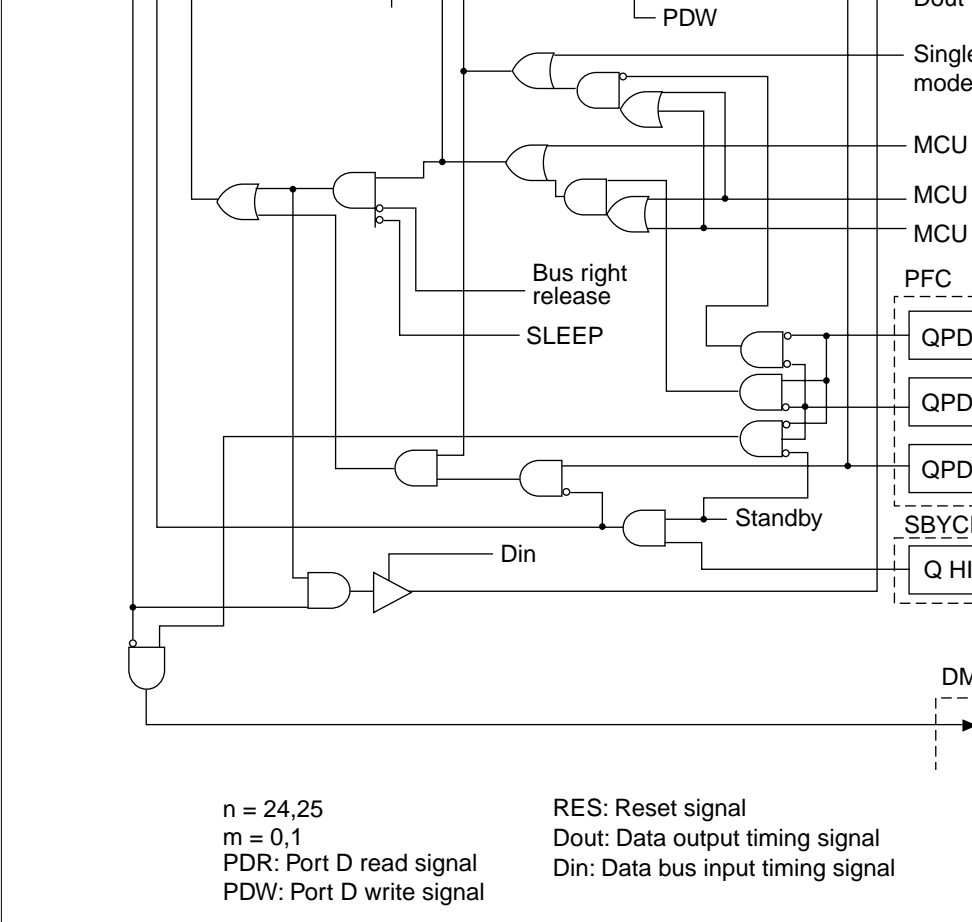 Dout
PDW
Single
mode
MCU
MCU
MCU
Bus right
release
SLEEP
PFC
QPD
QPD
QPD
Standby
SBYC
Q HI
Din
DM
n = 24,25
m = 0,1
PDR: Port D read signal
PDW: Port D write signal
RES: Reset signal
Dout: Data output timing signal
Din: Data bus input timing signal